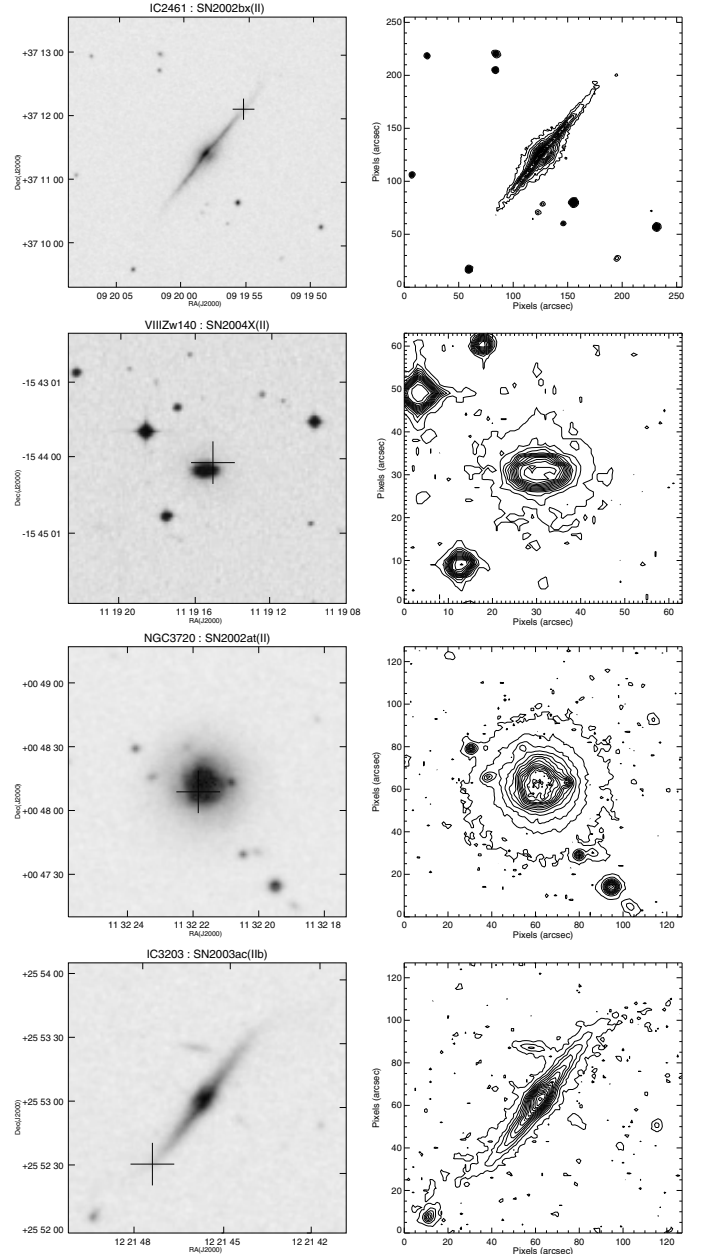 IC2461 : SN2002bx(II)
+37 13 00
+37 12 00
+37 11 00
+37 10 00
Dec(J2000)
09 20 05 09 20 00 09 19 55 09 19 50
RA(J2000)
250
200
150
100
50
0
Pixels (arcsec)
0 50 100 150 200 250
Pixels (arcsec)
VIIIZw140 : SN2004X(II)
-15 43 01
-15 44 00
-15 45 01
Dec(J2000)
11 19 20 11 19 16 11 19 12 11 19 08
RA(J2000)
60
50
40
30
20
10
0
Pixels (arcsec)
0 10 20 30 40 50 60
Pixels (arcsec)
NGC3720 : SN2002at(II)
+00 49 00
+00 48 30
+00 48 00
+00 47 30
Dec(J2000)
11 32 24 11 32 22 11 32 20 11 32 18
RA(J2000)
120
100
80
60
40
20
0
Pixels (arcsec)
0 20 40 60 80 100 120
Pixels (arcsec)
IC3203 : SN2003ac(IIb)
+25 54 00
+25 53 30
+25 53 00
+25 52 30
+25 52 00
Dec(J2000)
12 21 48 12 21 45 12 21 42
RA(J2000)
120
100
80
60
40
20
0
Pixels (arcsec)
0 20 40 60 80 100 120
Pixels (arcsec)